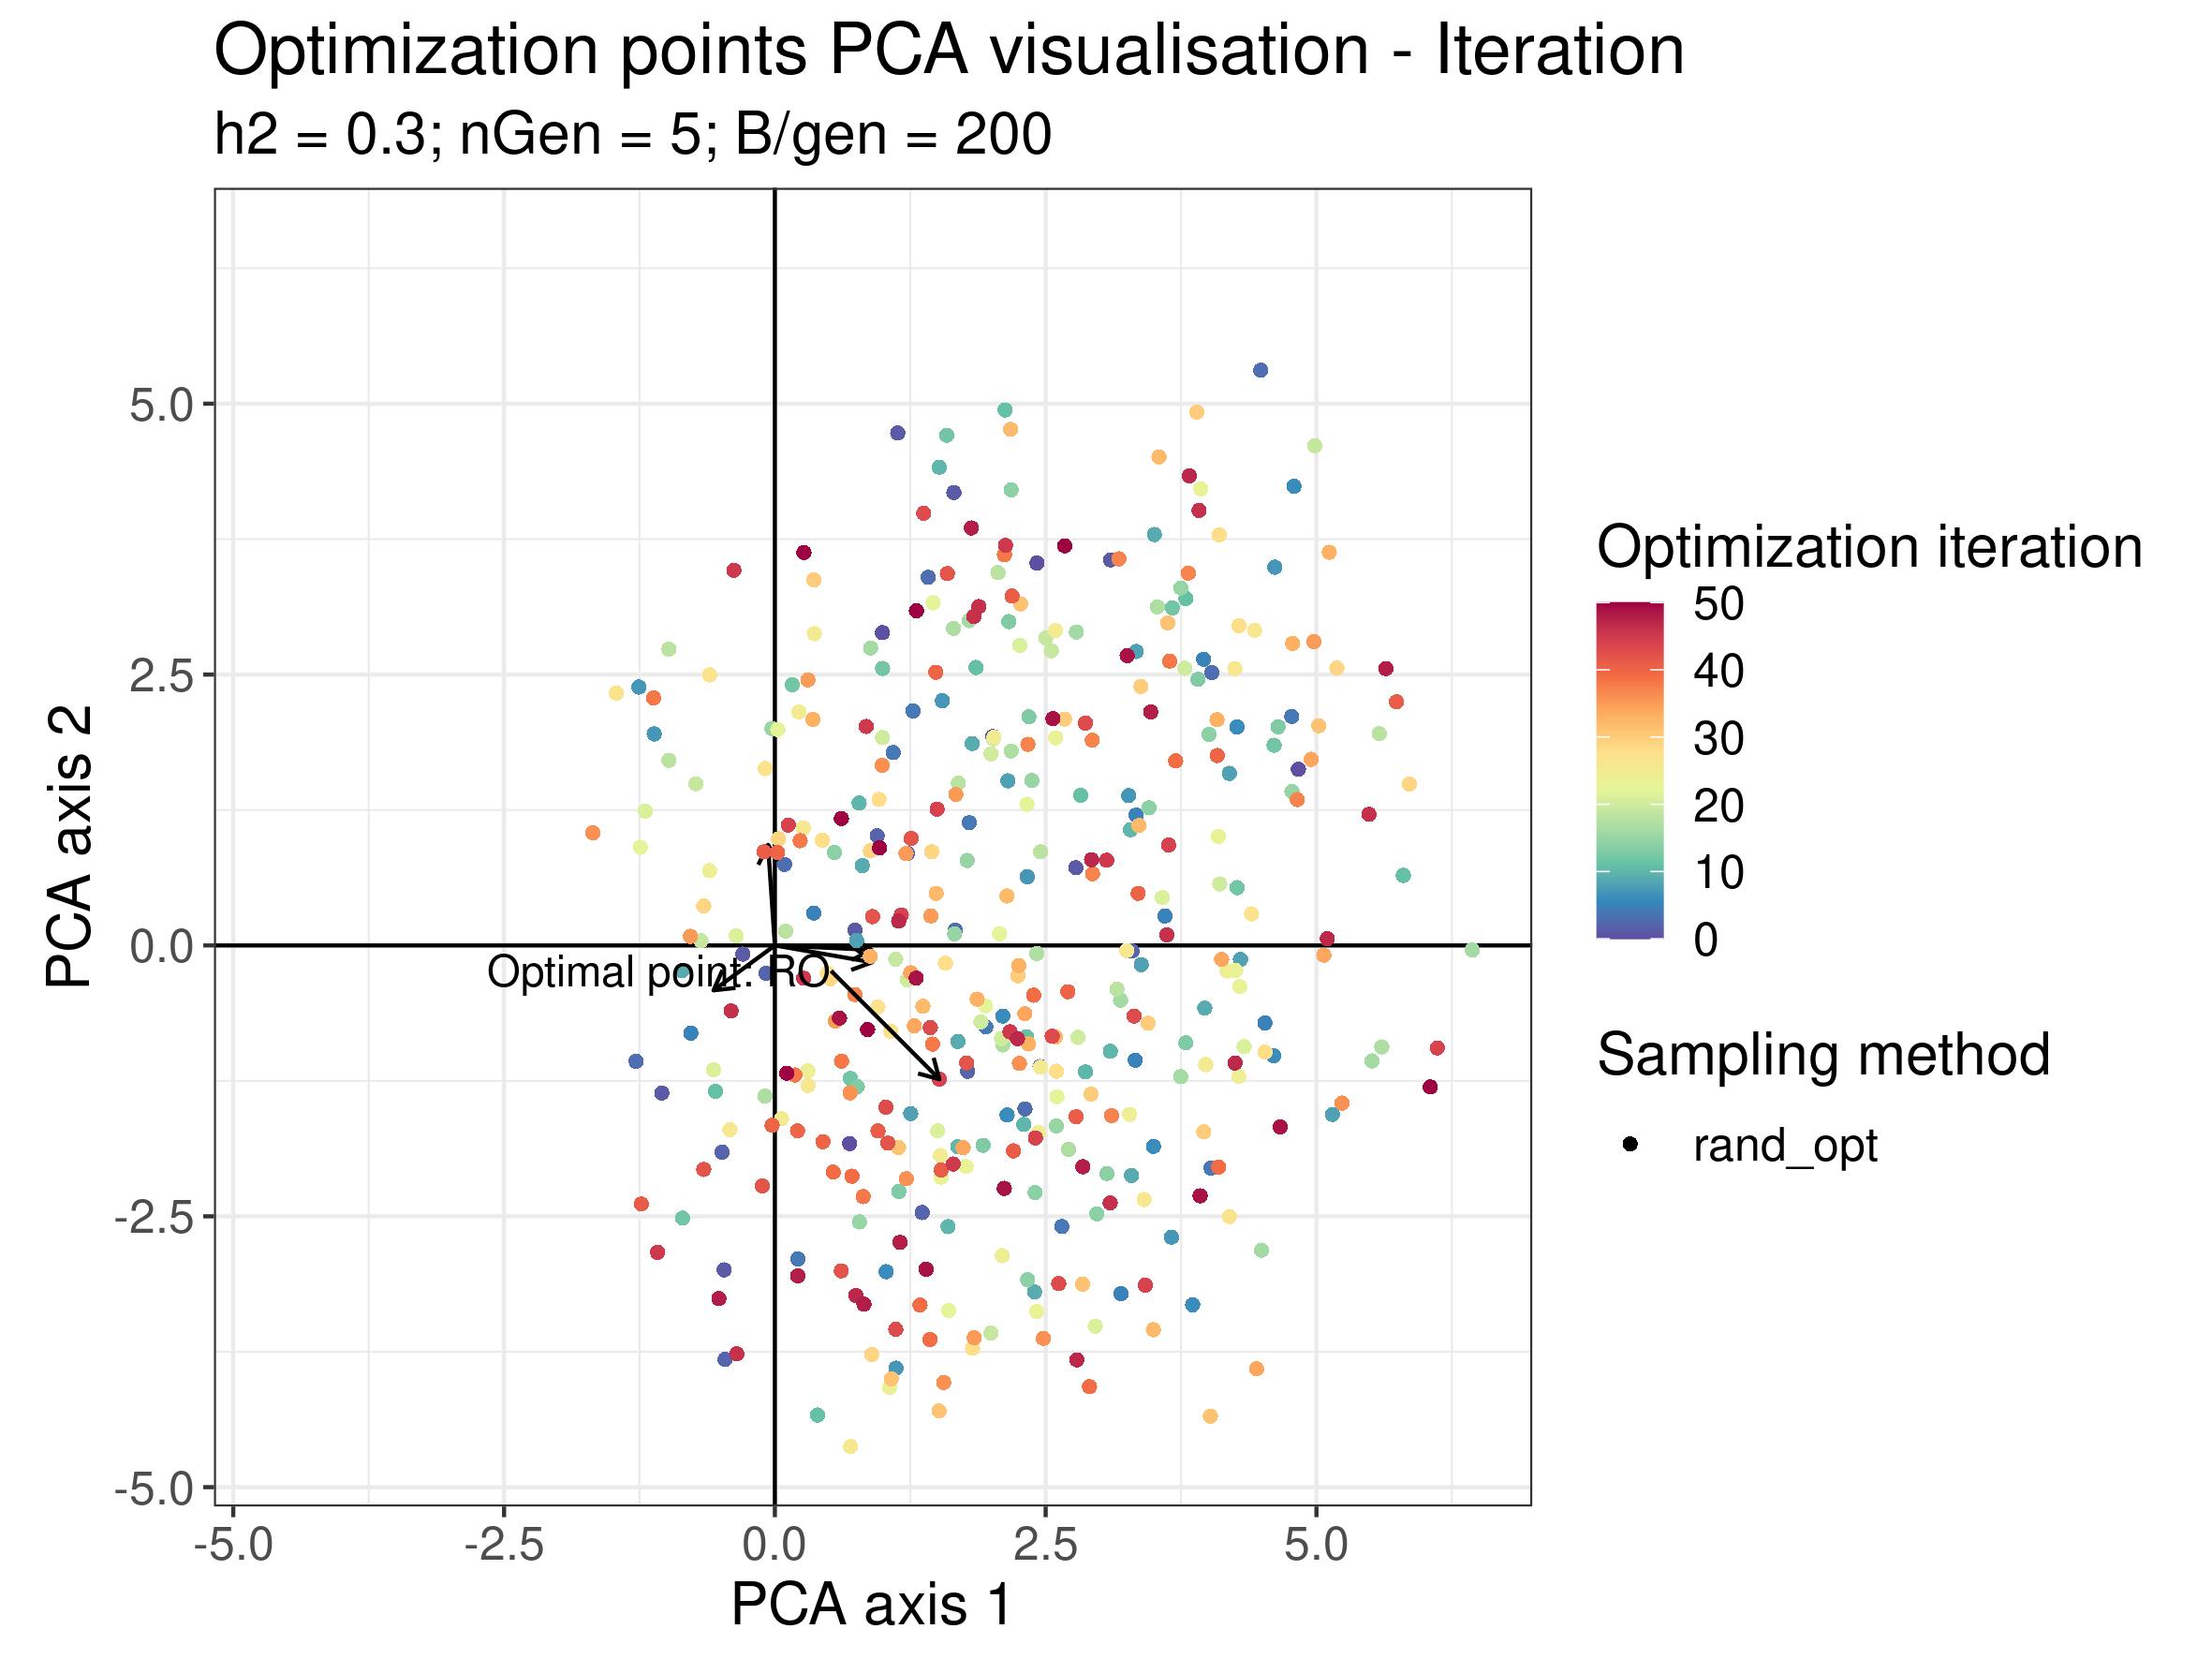 Optimization points PCA visualisation - Iteration
h2 = 0.3; nGen = 5; B/gen = 200
PCA axis 2
5.0
2.5
0.0
-2.5
-5.0
Optimal point: RO
-5.0 -2.5 0.0 2.5 5.0
PCA axis 1
Optimization iteration
50
40
30
20
10
0
Sampling method
rand_opt